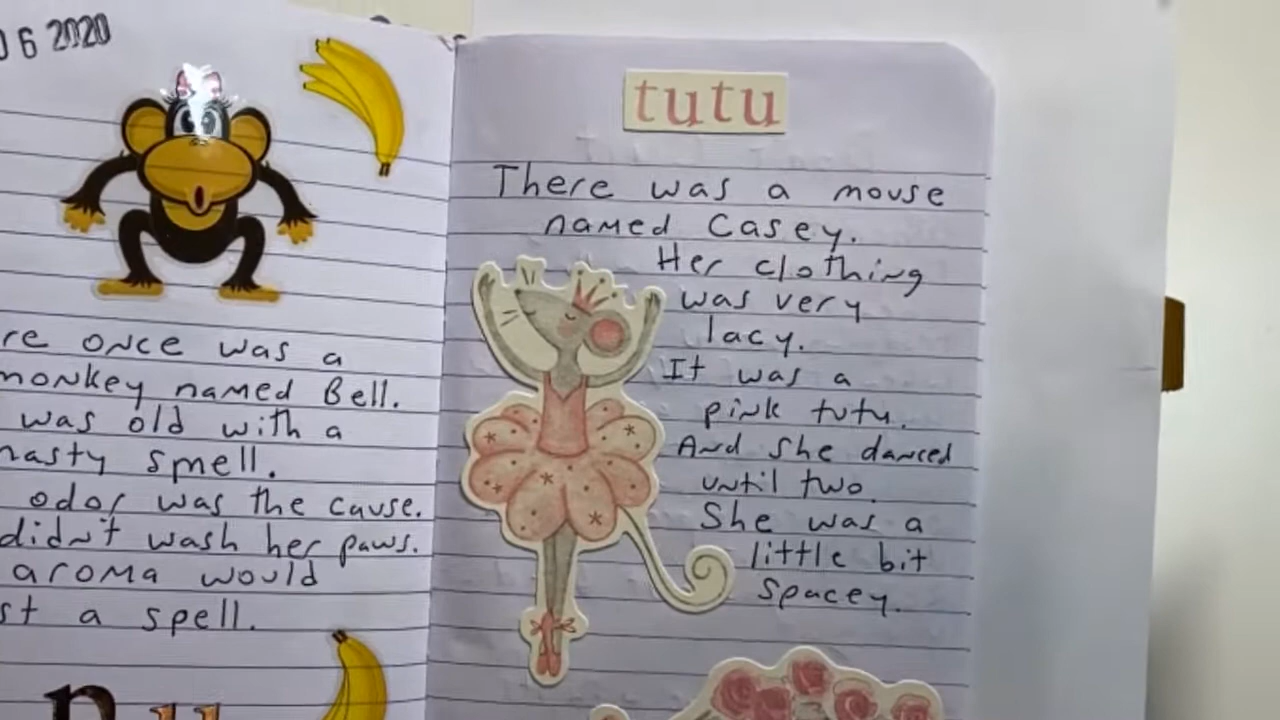 06 2020
re once was a
monkey named Bell.
was old with a
nasty smell.
odor was the cause.
didn't wash her paws.
aroma would
st a spell.
tutu
There was a mouse
named Casey.
Her clothing
was very
lacy.
It was a
pink tutu.
And she danced
until two.
She was a
little bit
spacey.